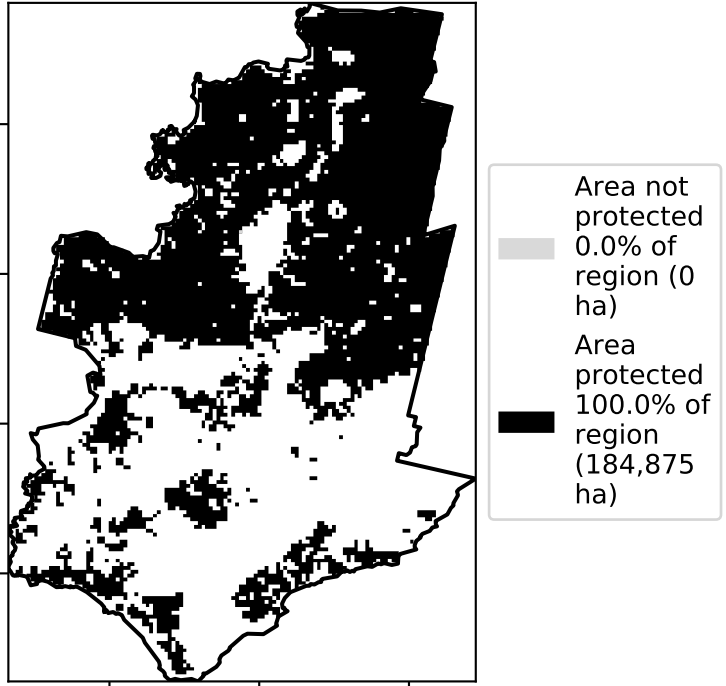 Area not
protected
0.0% of
region (0
ha)
Area
protected
100.0% of
region
(184,875
ha)